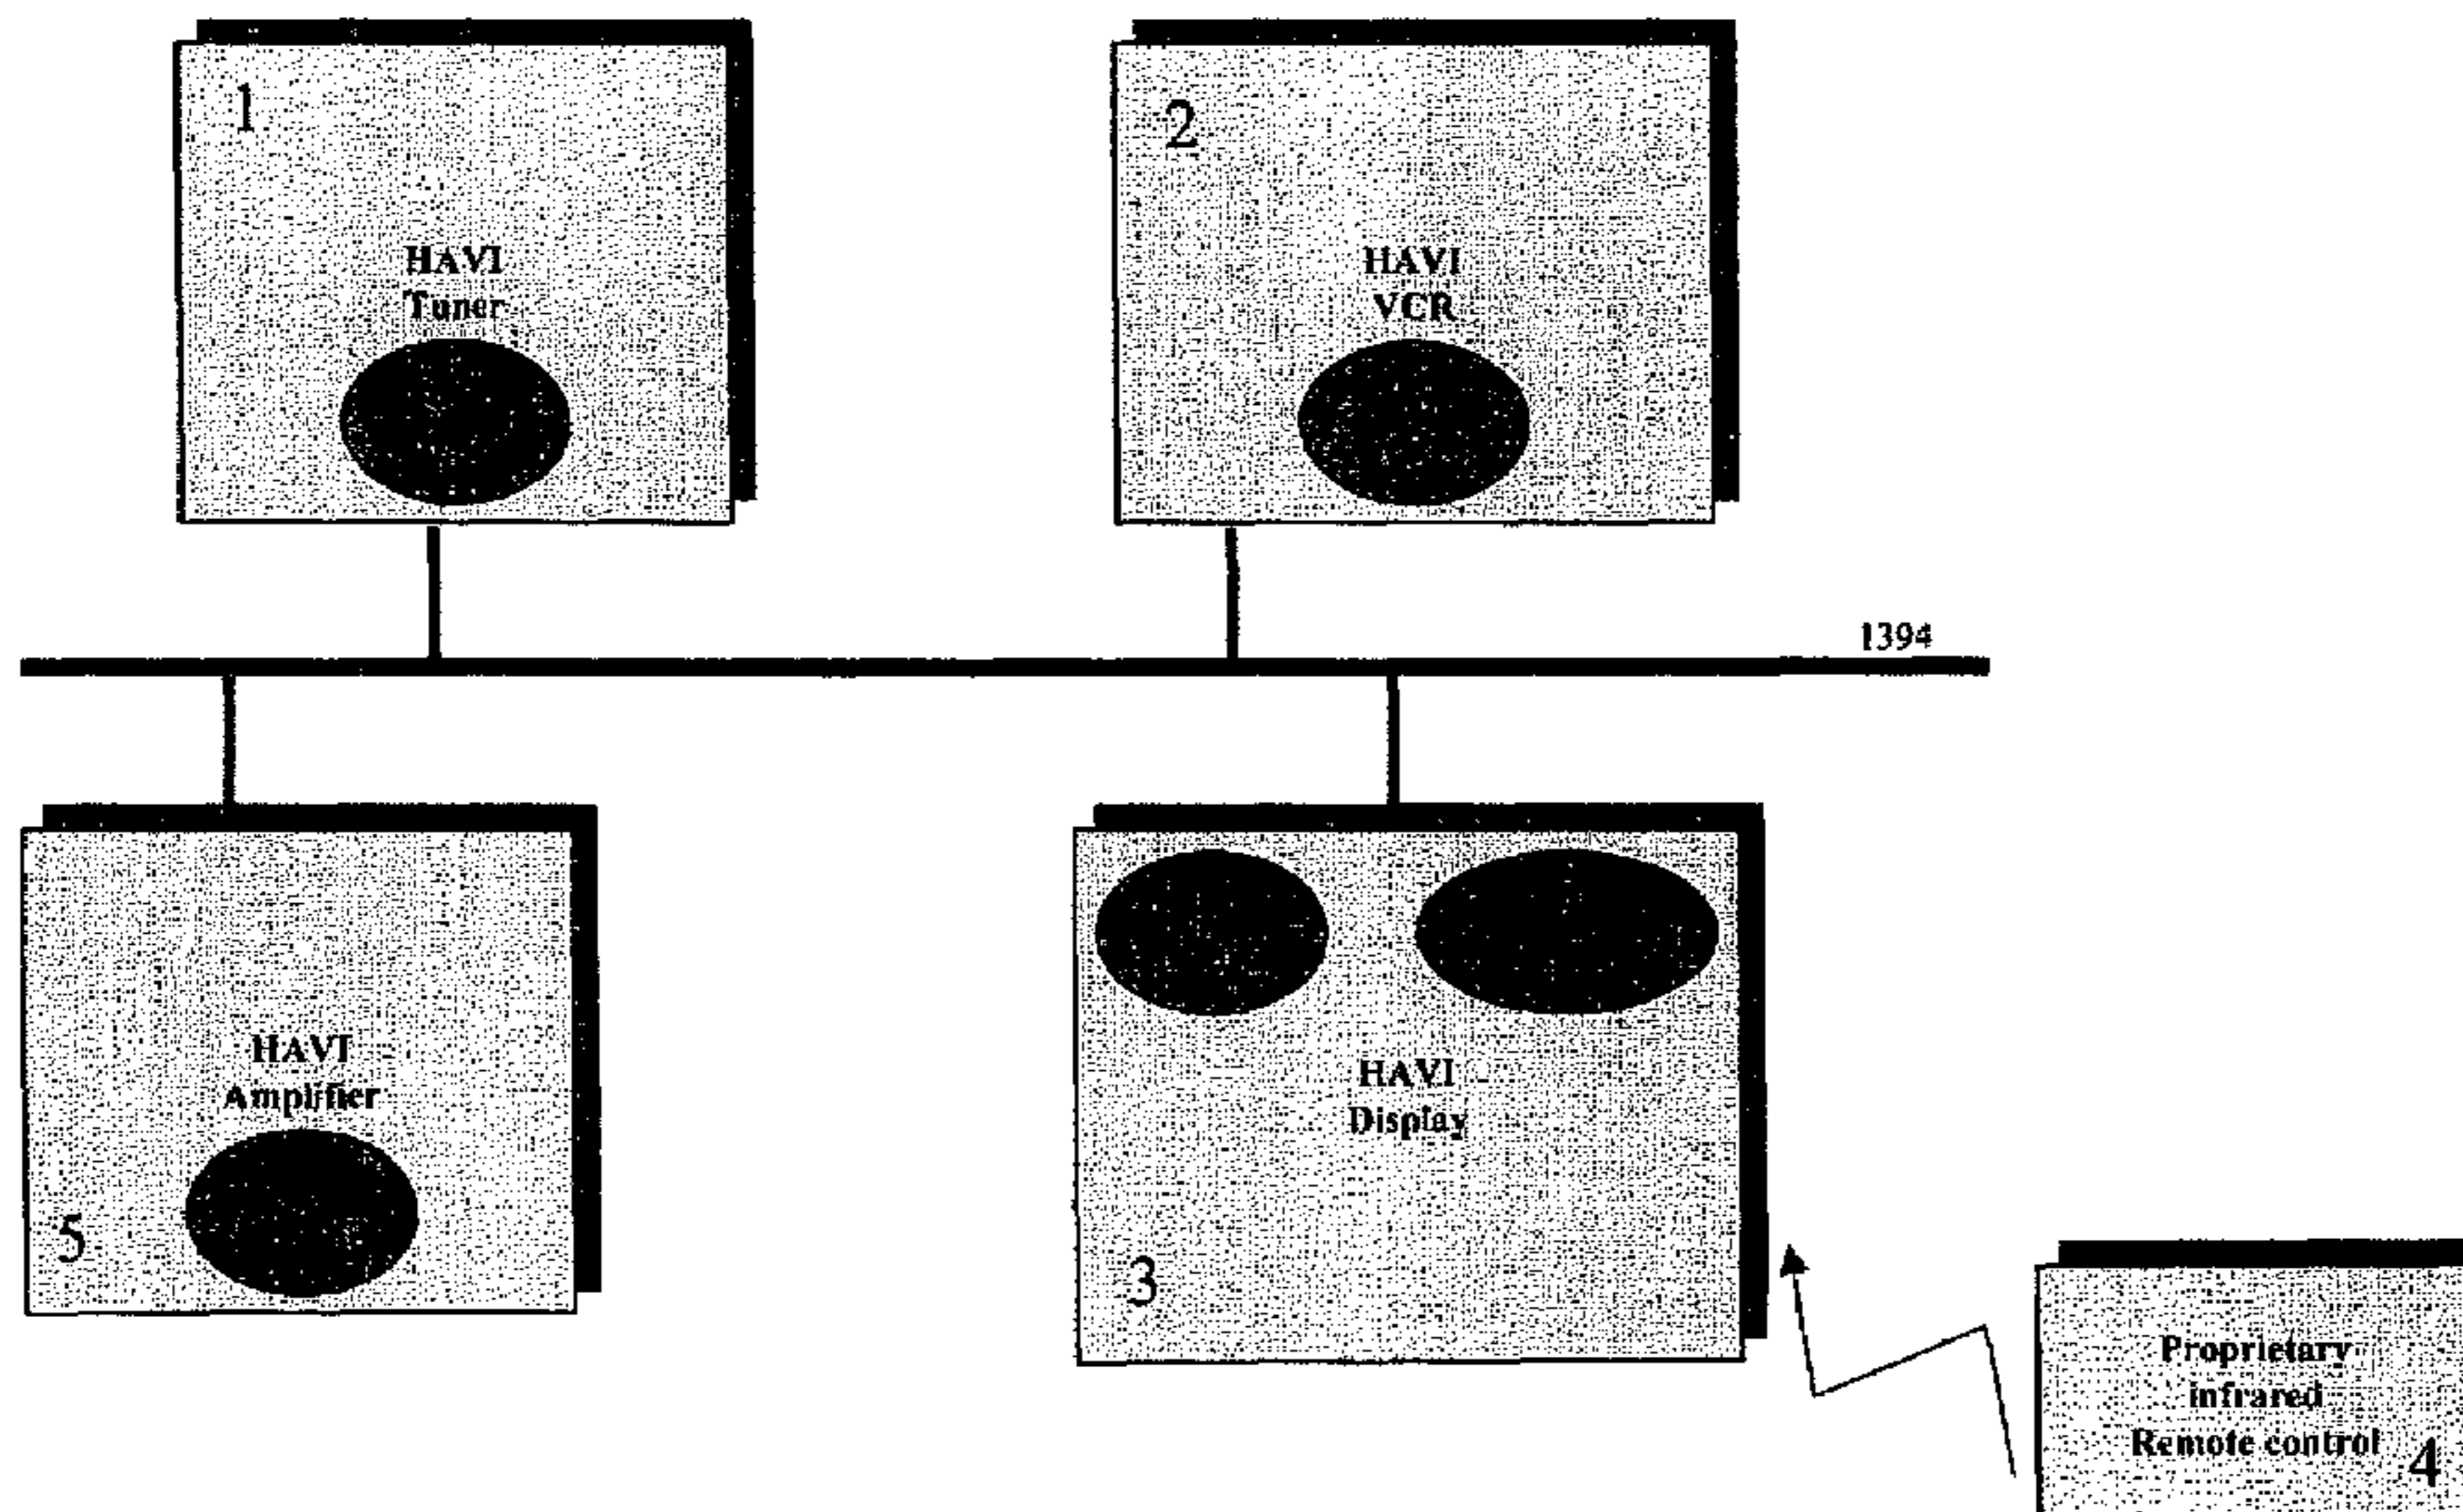 1
HAVI
Tuner
2
HAVI
VCR
1394
HAVI
Amplifier
5
HAVI
Display
3
Proprietary
infrared
Remote control
4